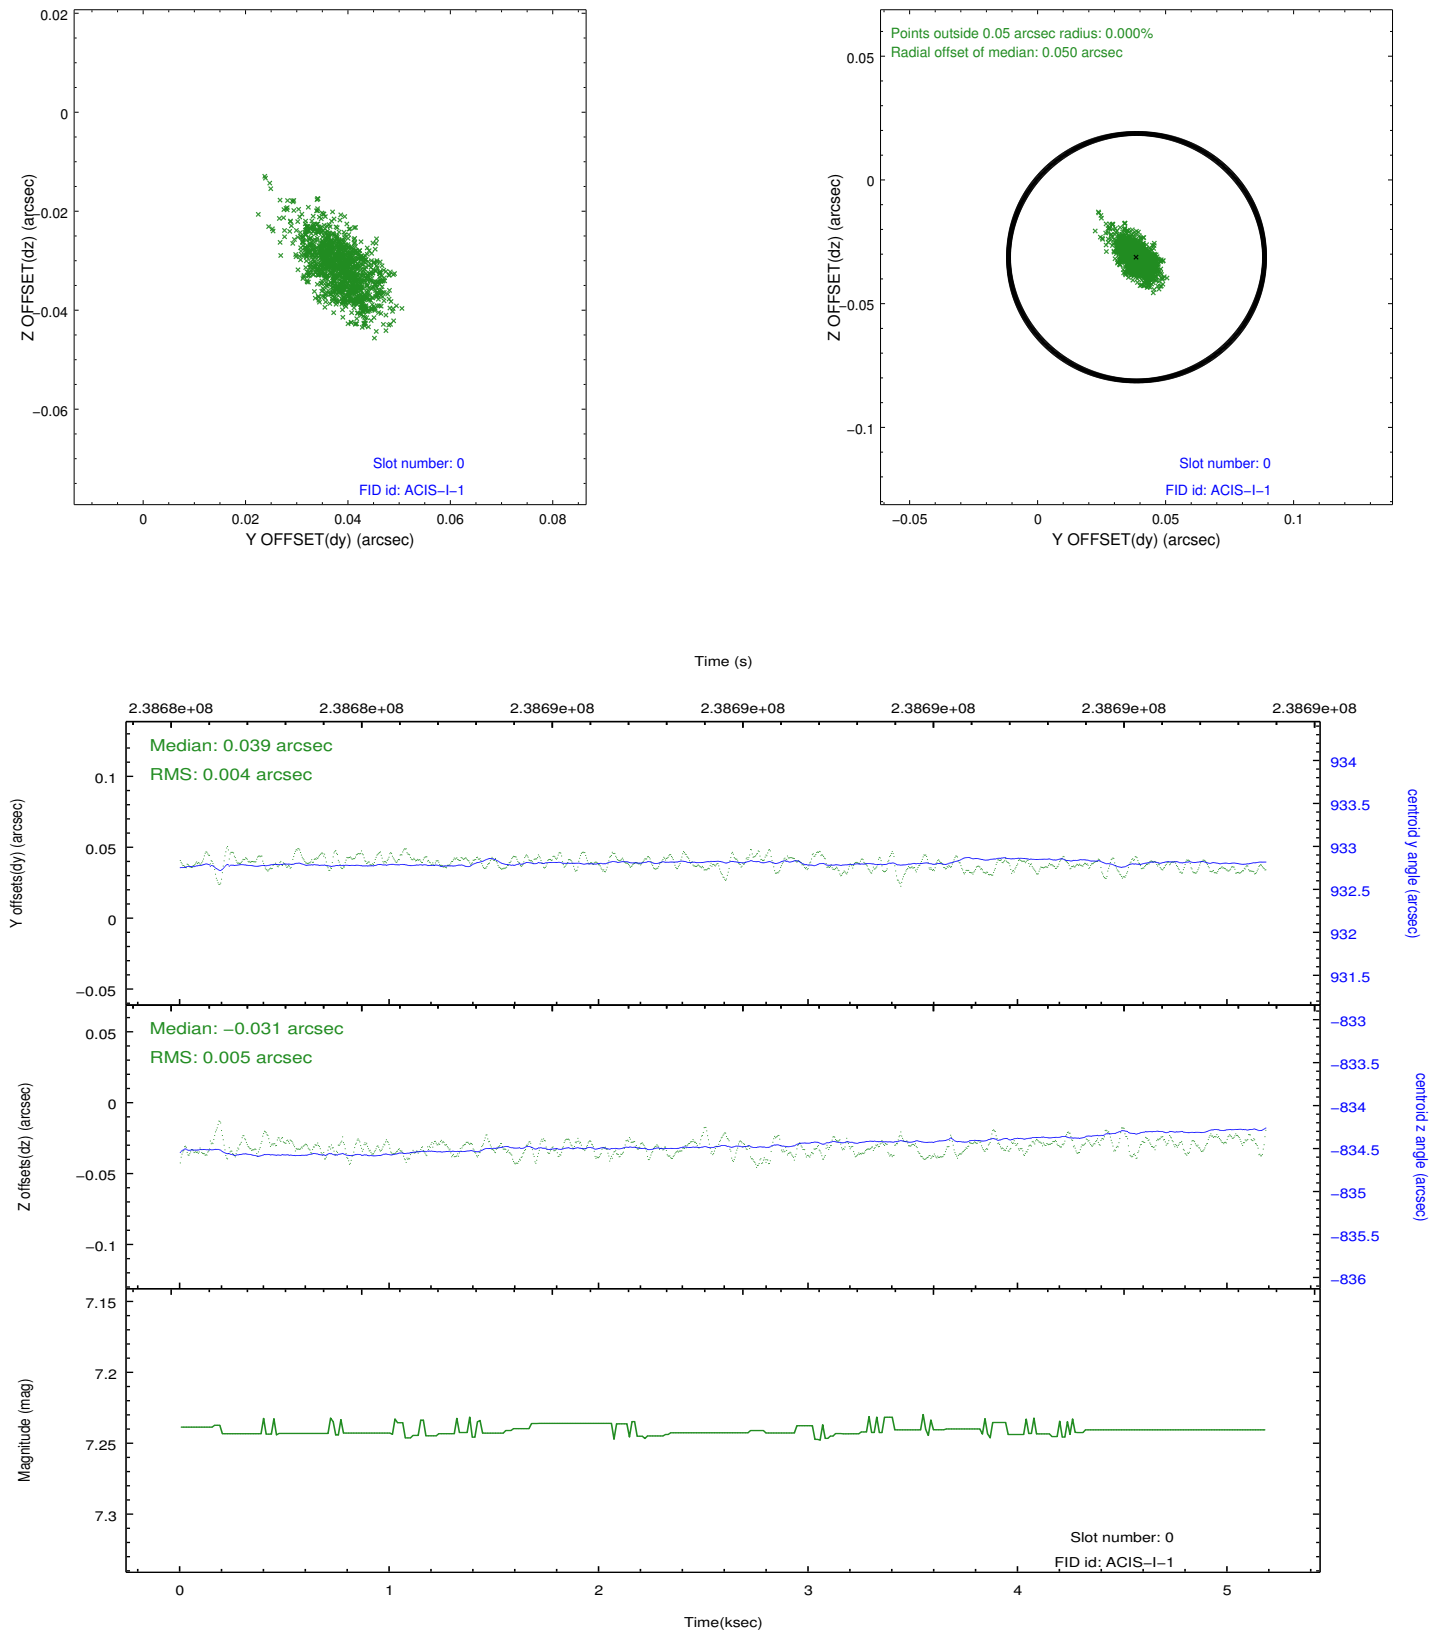 0.02
0
−0.02
−0.04
−0.06
Z OFFSET(dz) (arcsec)
Slot number: 0
FID id: ACIS−I−1
0
0.02
0.04
0.06
0.08
Y OFFSET(dy) (arcsec)
Points outside 0.05 arcsec radius: 0.000%
Radial offset of median: 0.050 arcsec
0.05
0
−0.05
−0.1
Z OFFSET(dz) (arcsec)
Slot number: 0
FID id: ACIS−I−1
−0.05
0
0.05
0.1
Y OFFSET(dy) (arcsec)
Time (s)
2.3868e+08
2.3868e+08
2.3869e+08
2.3869e+08
2.3869e+08
2.3869e+08
2.3869e+08
Median: 0.039 arcsec
RMS: 0.004 arcsec
0.1
0.05
0
−0.05
Y offsets(dy) (arcsec)
934
933.5
933
932.5
932
931.5
centroid y angle (arcsec)
Median: −0.031 arcsec
RMS: 0.005 arcsec
0.05
0
−0.05
−0.1
Z offsets(dz) (arcsec)
−833
−833.5
−834
−834.5
−835
−835.5
−836
centroid z angle (arcsec)
7.15
7.2
7.25
7.3
Magnitude (mag)
Slot number: 0
FID id: ACIS−I−1
0
1
2
3
4
5
Time(ksec)